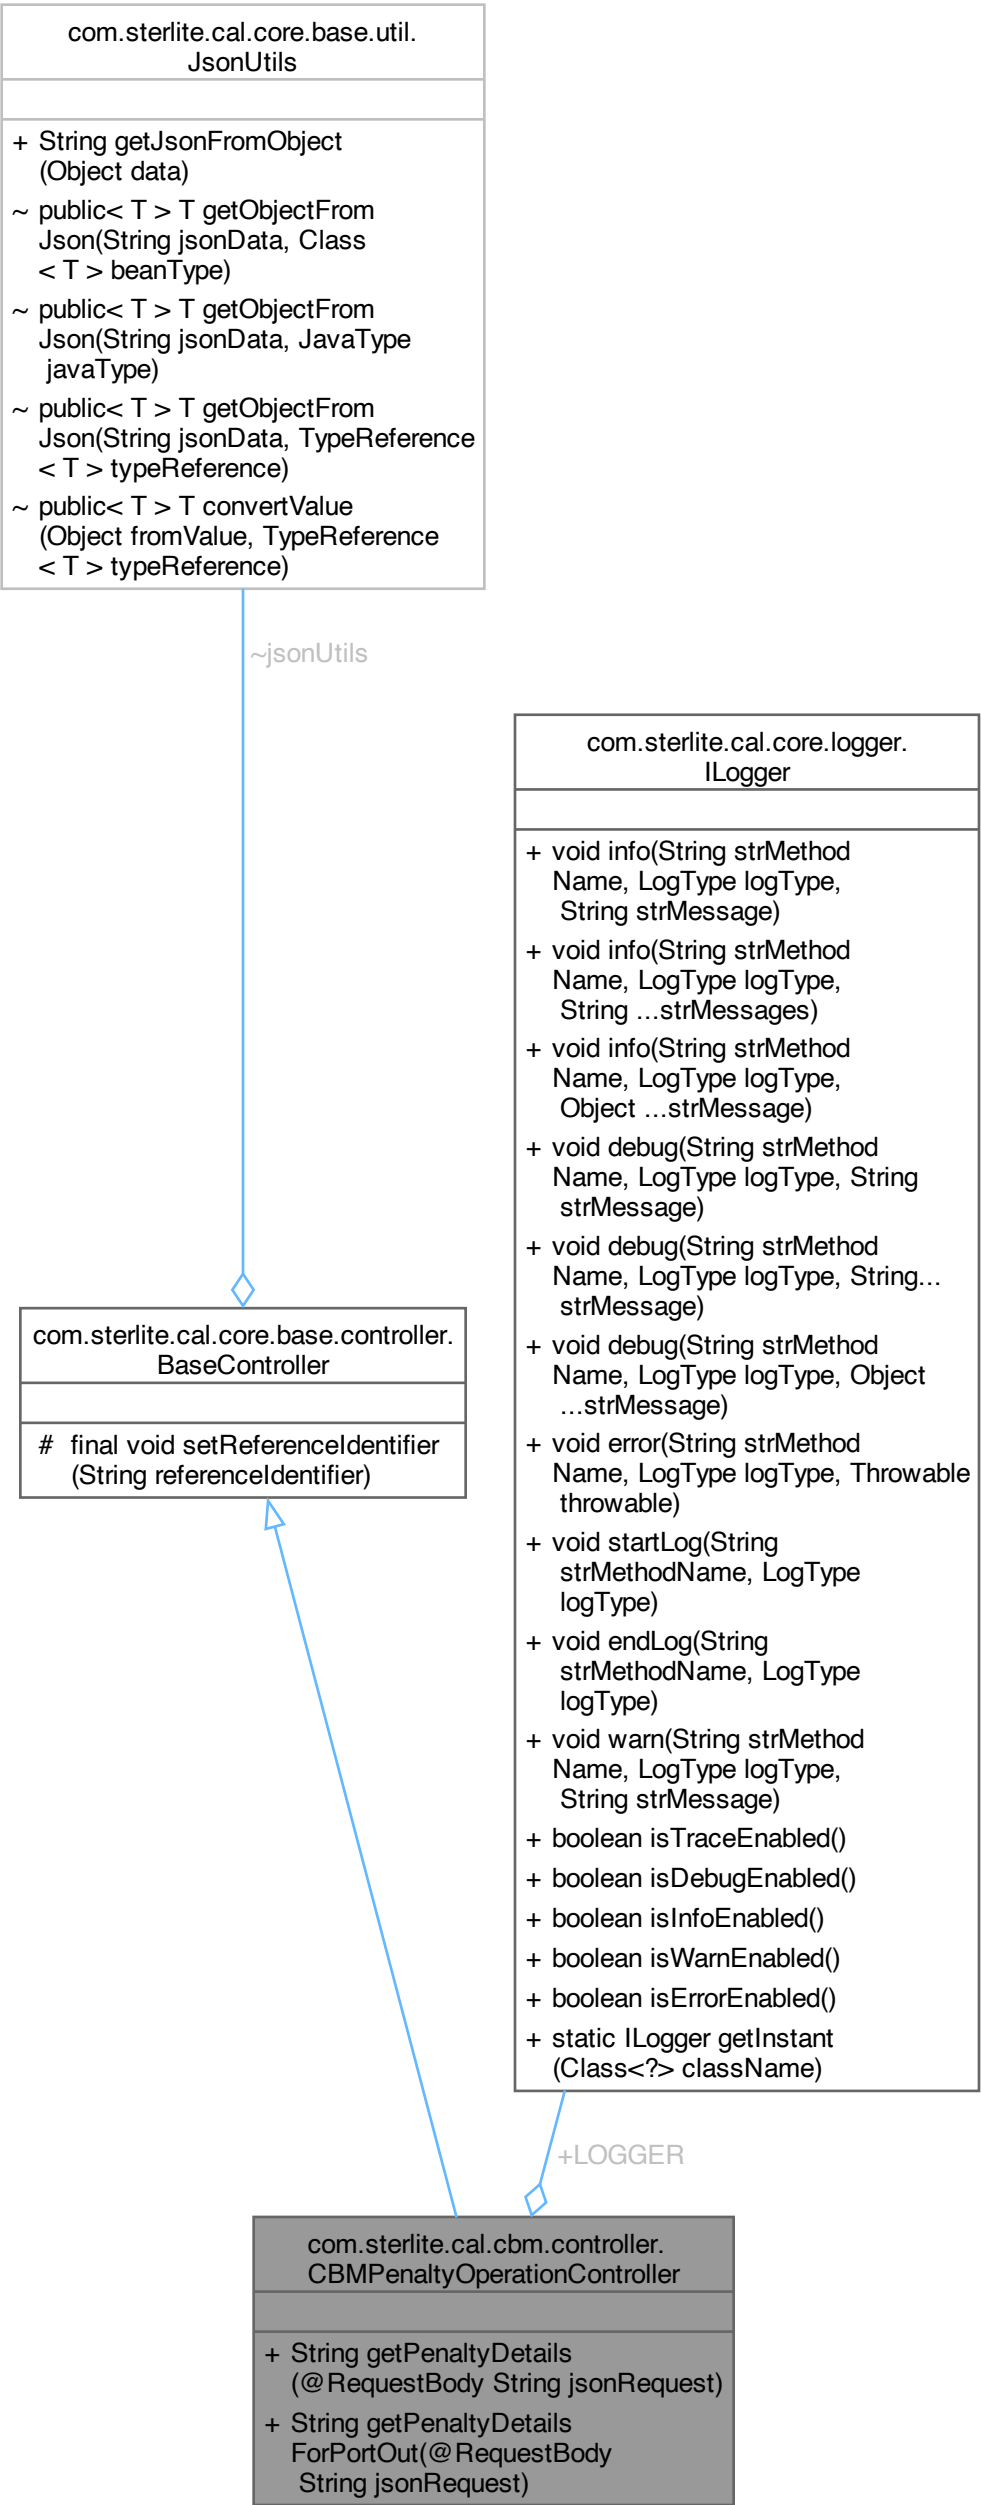 com.sterlite.cal.core.base.util.
JsonUtils
+ String getJsonFromObject
(Object data)
~ public< T > T getObjectFrom
Json(String jsonData, Class
< T > beanType)
~ public< T > T getObjectFrom
Json(String jsonData, JavaType
javaType)
~ public< T > T getObjectFrom
Json(String jsonData, TypeReference
< T > typeReference)
~ public< T > T convertValue
(Object fromValue, TypeReference
< T > typeReference)
~jsonUtils
com.sterlite.cal.core.logger.
ILogger
+ void info(String strMethod
Name, LogType logType,
String strMessage)
+ void info(String strMethod
Name, LogType logType,
String ...strMessages)
+ void info(String strMethod
Name, LogType logType,
Object ...strMessage)
+ void debug(String strMethod
Name, LogType logType, String
strMessage)
+ void debug(String strMethod
Name, LogType logType, String...
strMessage)
+ void debug(String strMethod
Name, LogType logType, Object
...strMessage)
+ void error(String strMethod
Name, LogType logType, Throwable
throwable)
+ void startLog(String
strMethodName, LogType
logType)
+ void endLog(String
strMethodName, LogType
logType)
+ void warn(String strMethod
Name, LogType logType,
String strMessage)
+ boolean isTraceEnabled()
+ boolean isDebugEnabled()
+ boolean isInfoEnabled()
+ boolean isWarnEnabled()
+ boolean isErrorEnabled()
+ static ILogger getInstant
(Class<?> className)
com.sterlite.cal.core.base.controller.
BaseController
# final void setReferenceIdentifier
(String referenceIdentifier)
+LOGGER
com.sterlite.cal.cbm.controller.
CBMPenaltyOperationController
+ String getPenaltyDetails
(@RequestBody String jsonRequest)
+ String getPenaltyDetails
ForPortOut(@RequestBody
String jsonRequest)